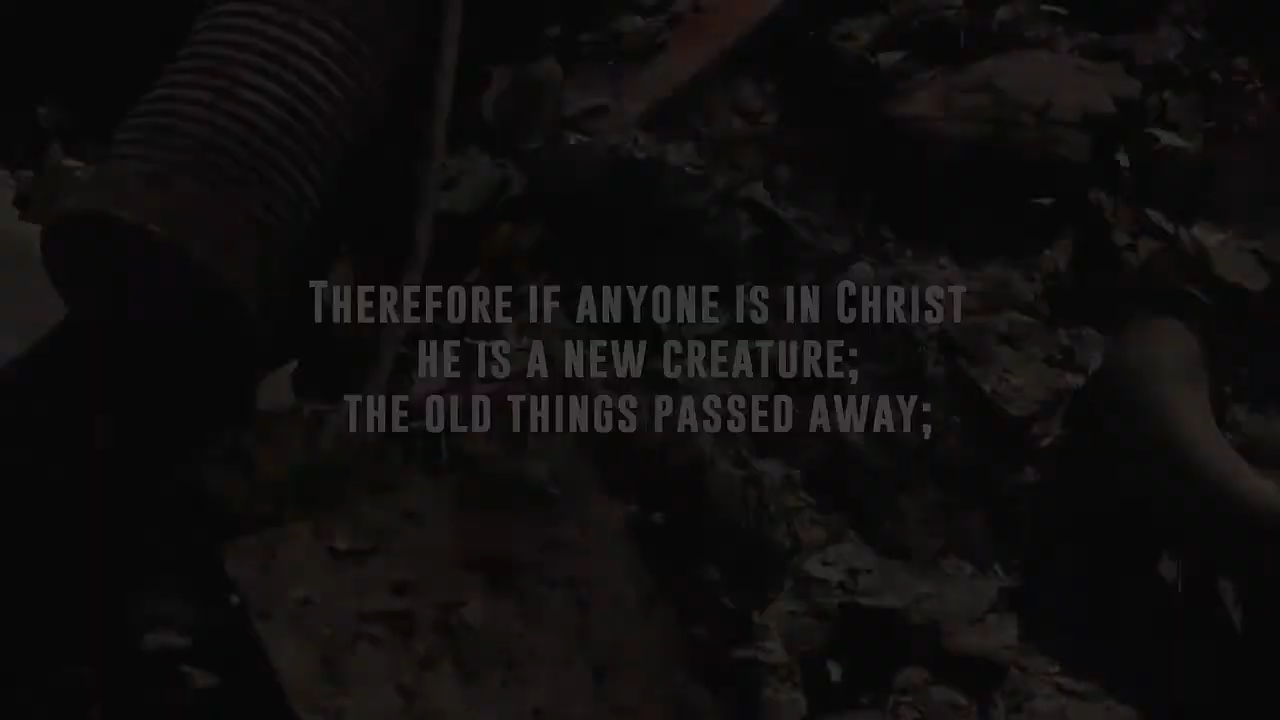 Therefore if anyone is in Christ
he is a new creature;
the old things passed away;